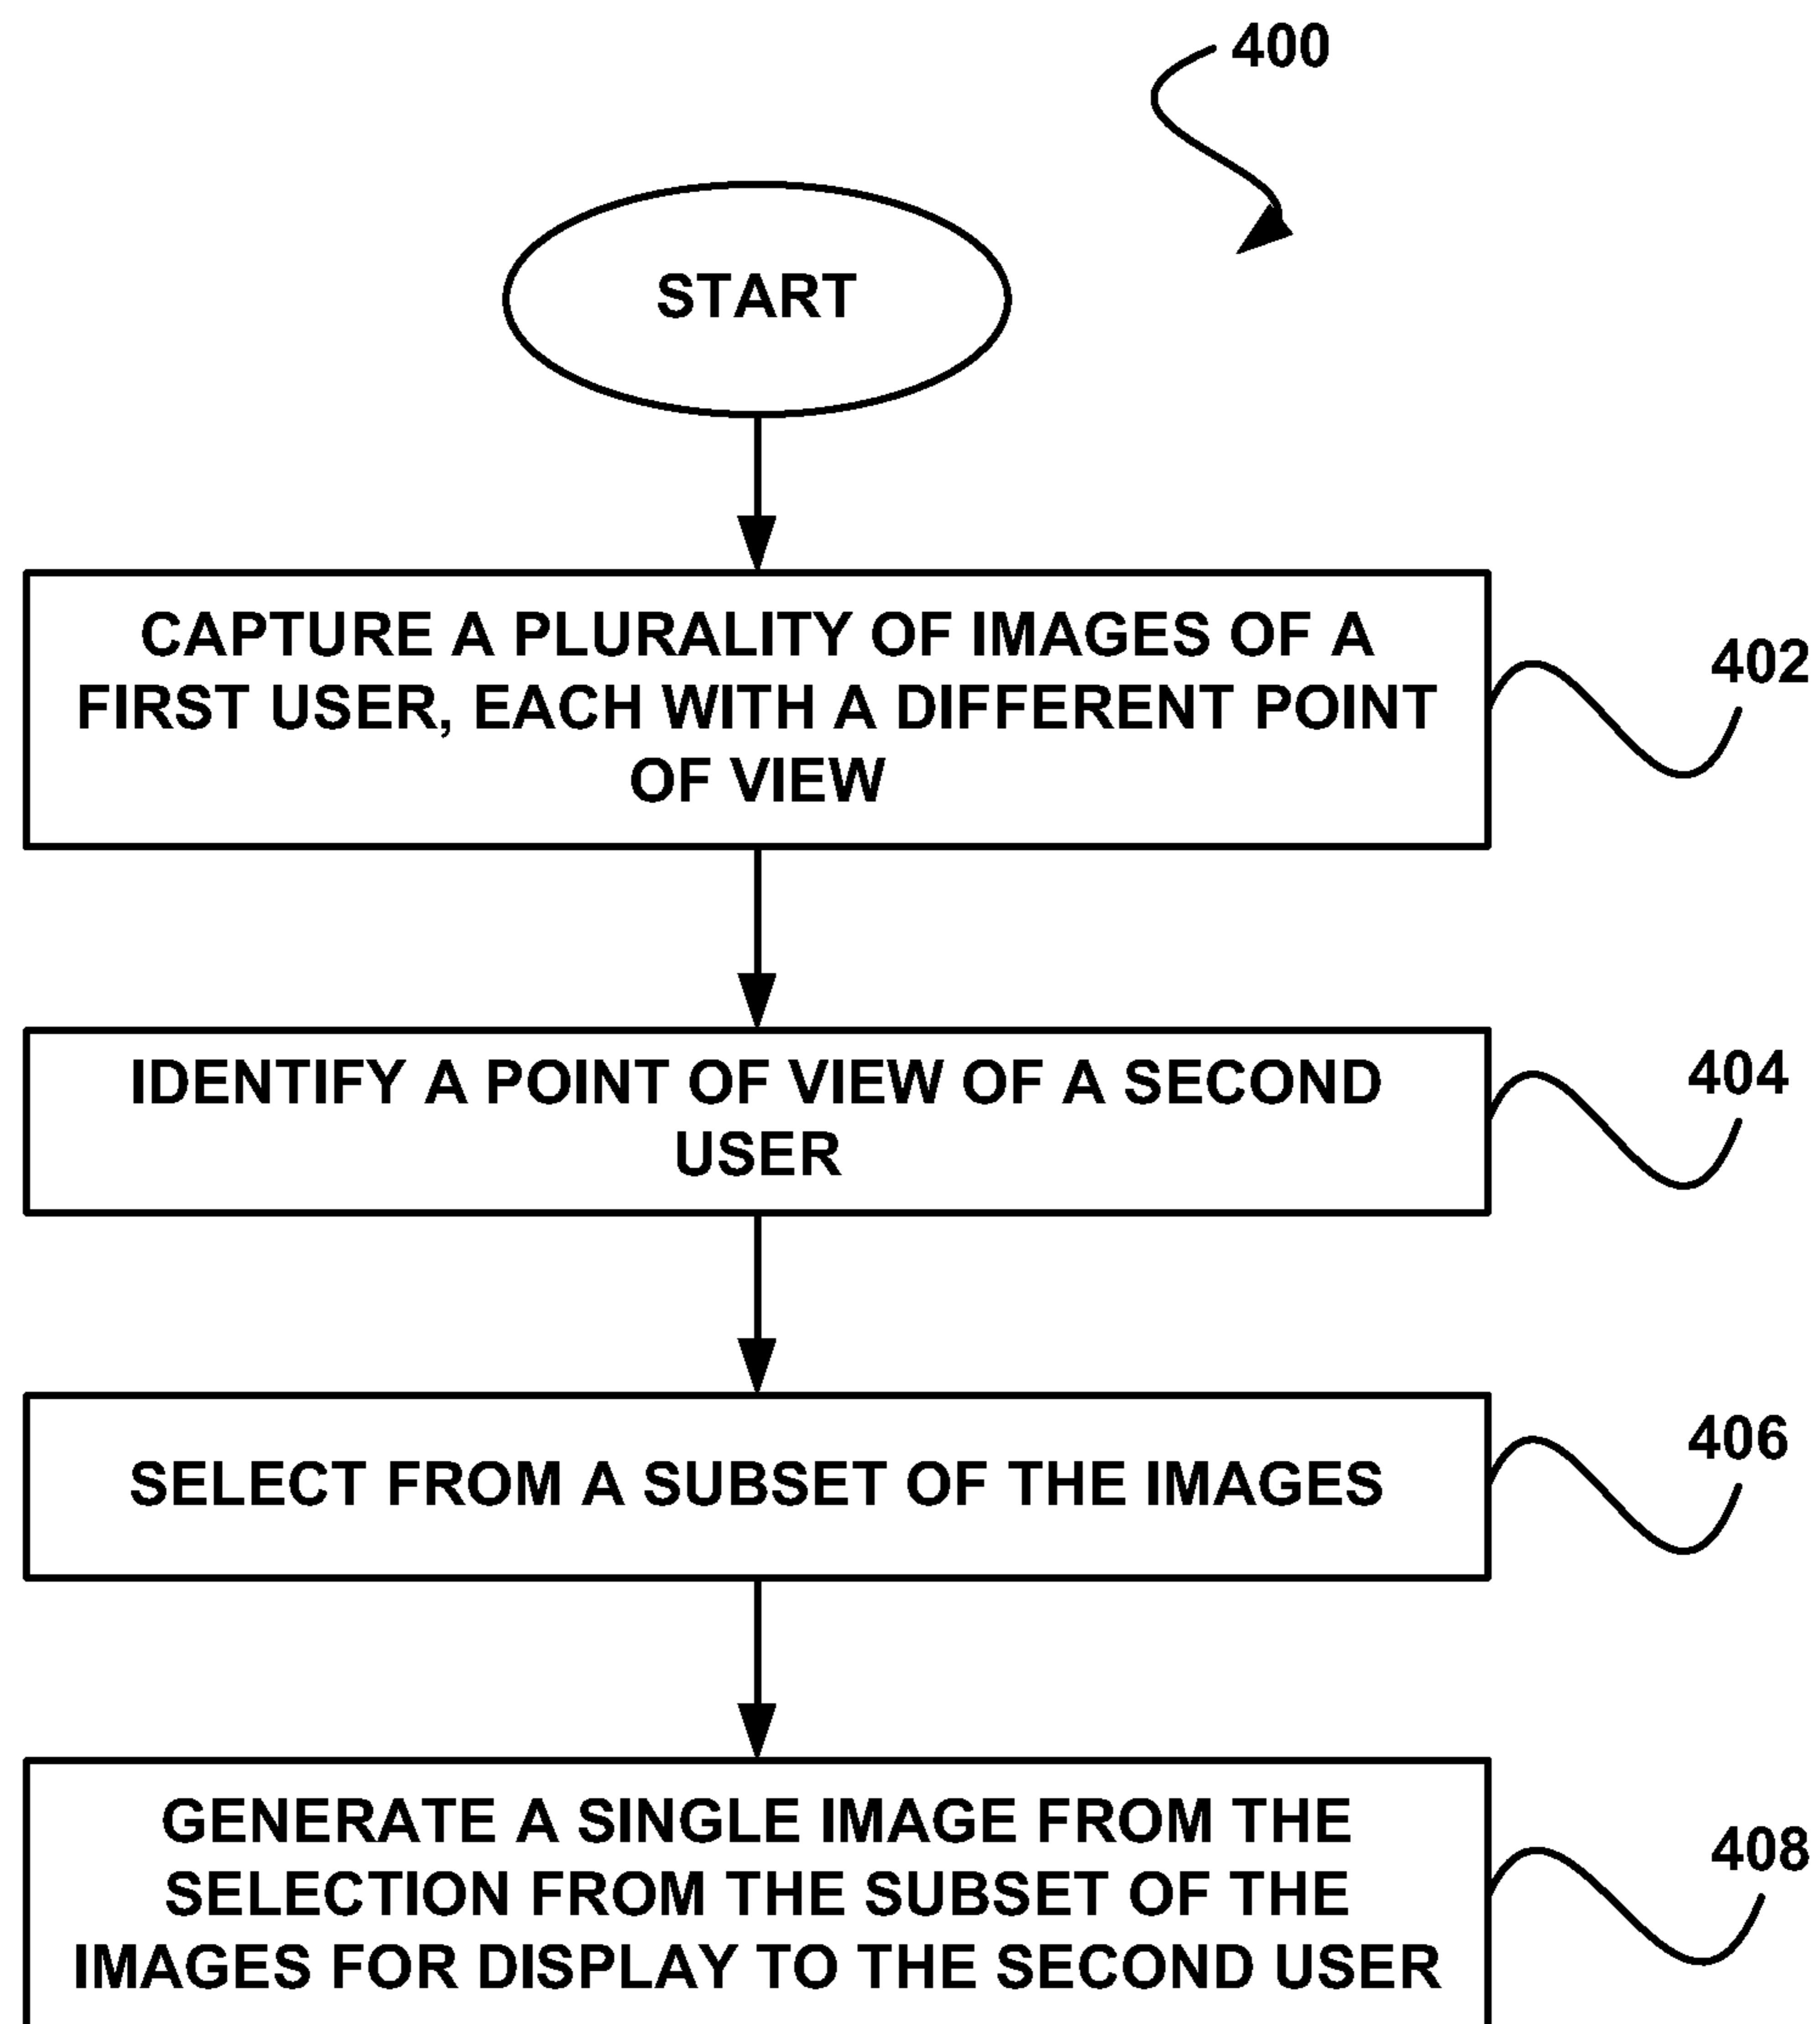 400
START
CAPTURE A PLURALITY OF IMAGES OF A
FIRST USER, EACH WITH A DIFFERENT POINT
OF VIEW
402
IDENTIFY A POINT OF VIEW OF A SECOND
USER
404
SELECT FROM A SUBSET OF THE IMAGES
406
GENERATE A SINGLE IMAGE FROM THE
SELECTION FROM THE SUBSET OF THE
IMAGES FOR DISPLAY TO THE SECOND USER
408